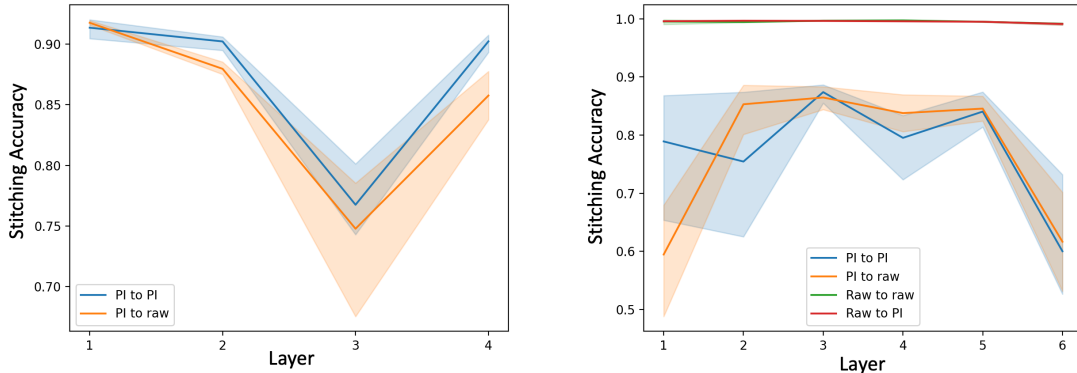 Stitching Accuracy
0.90
0.85
0.80
0.75
0.70
PI to PI
PI to raw
1
2
3
4
Layer
Stitching Accuracy
1.0
0.9
0.8
0.7
0.6
0.5
PI to PI
PI to raw
Raw to raw
Raw to PI
1
2
3
4
5
6
Layer